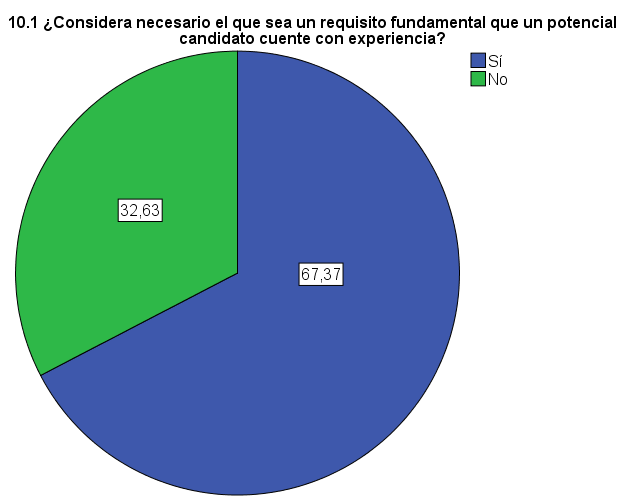 10.1 ¿Considera necesario el que sea un requisito fundamental que un potencial
candidato cuente con experiencia?
Sí
No
32,63
67,37